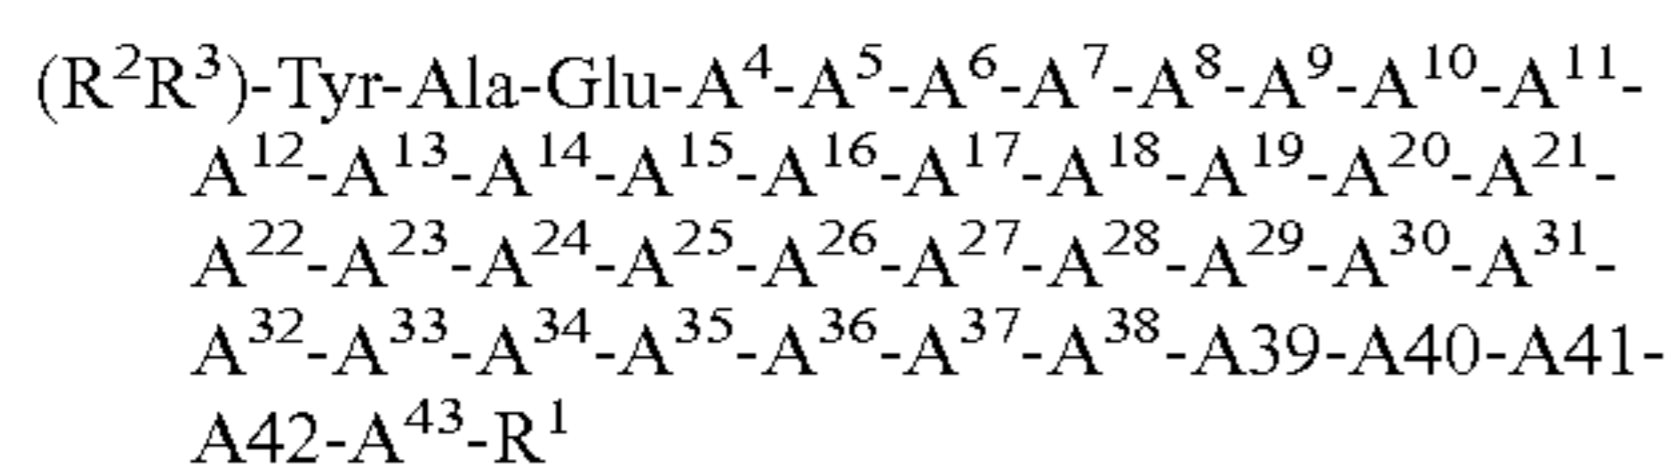 (R²R³)-Tyr-Ala-Glu-A⁴-A⁵-A⁶-A⁷-A⁸-A⁹-A¹⁰-A¹¹-
A¹²-A¹³-A¹⁴-A¹⁵-A¹⁶-A¹⁷-A¹⁸-A¹⁹-A²⁰-A²¹-
A²²-A²³-A²⁴-A²⁵-A²⁶-A²⁷-A²⁸-A²⁹-A³⁰-A³¹-
A³²-A³³-A³⁴-A³⁵-A³⁶-A³⁷-A³⁸-A39-A40-A41-
A42-A⁴³-R¹